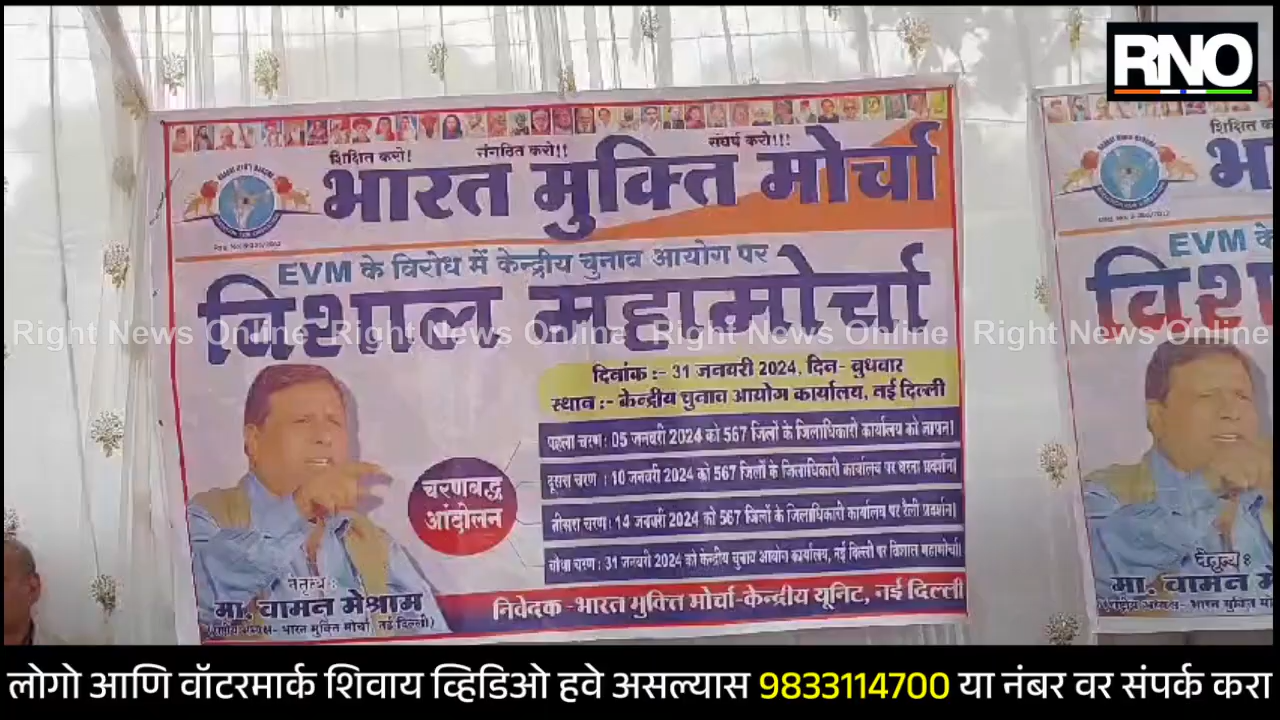 RNO
शिक्षित करो! संगठित करो!! संघर्ष करो!!!
भारत मुक्ति मोर्चा
EVM के विरोध में केन्द्रीय चुनाव आयोग पर
विशाल महामोर्चा
Right News Online Right News Online Right News Online Right News Online
दिनांक :- 31 जनवरी 2024, दिन- बुधवार
स्थान :- केन्द्रीय चुनाव आयोग कार्यालय, नई दिल्ली
चरणबद्ध
आंदोलन
पहला चरण : 05 जनवरी 2024 को 567 जिलों के जिलाधिकारी कार्यालय को ज्ञापन।
दूसरा चरण : 10 जनवरी 2024 को 567 जिलों के जिलाधिकारी कार्यालय पर धरना प्रदर्शन।
तीसरा चरण : 14 जनवरी 2024 को 567 जिलों के जिलाधिकारी कार्यालय पर रैली प्रदर्शन।
चौथा चरण : 31 जनवरी 2024 को केन्द्रीय चुनाव आयोग कार्यालय, नई दिल्ली पर विशाल महामोर्चा।
नेतृत्व :
मा. वामन मेश्राम
(राष्ट्रीय अध्यक्ष- भारत मुक्ति मोर्चा, नई दिल्ली)
निवेदक -भारत मुक्ति मोर्चा-केन्द्रीय यूनिट, नई दिल्ली
शिक्षित क
भा
EVM के
विश
नेतृत्व :
मा. वामन मे
लोगो आणि वॉटरमार्क शिवाय व्हिडिओ हवे असल्यास 9833114700 या नंबर वर संपर्क करा